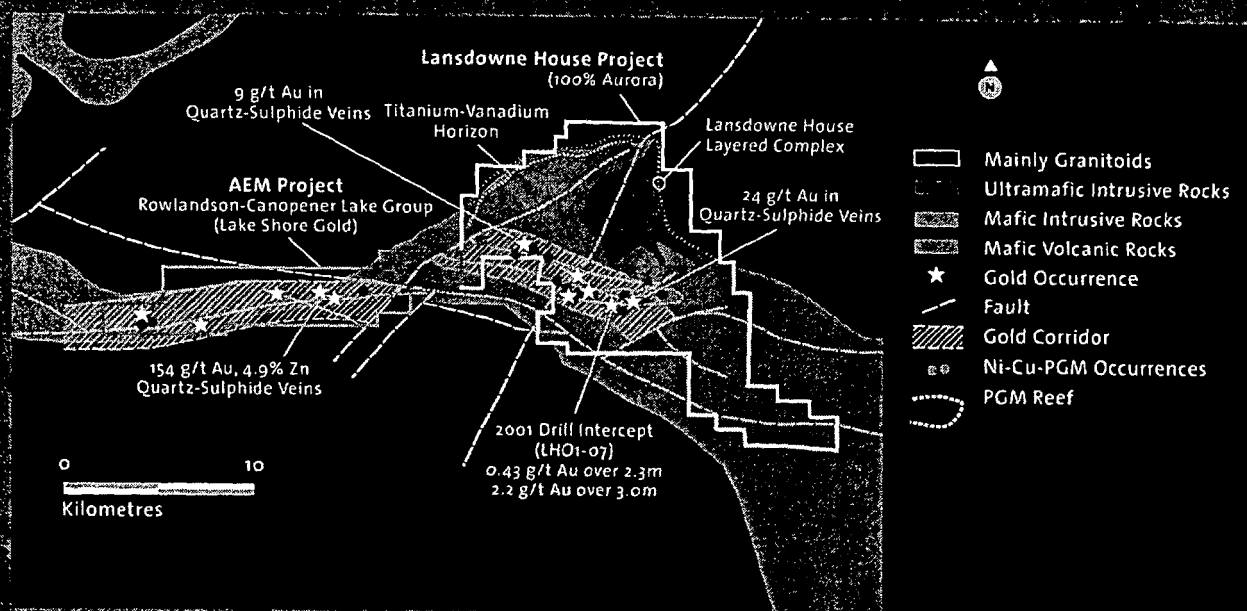 Lansdowne House Project
(100% Aurora)
9 g/t Au in
Quartz-Sulphide Veins
Titanium-Vanadium
Horizon
Lansdowne House
Layered Complex
AEM Project
Rowlandson-Canopener Lake Group
(Lake Shore Gold)
24 g/t Au in
Quartz-Sulphide Veins
154 g/t Au, 4.9% Zn
Quartz-Sulphide Veins
2001 Drill Intercept
(LH01-07)
0.43 g/t Au over 2.3m
2.2 g/t Au over 3.0m
0 10
Kilometres
N
Mainly Granitoids
Ultramafic Intrusive Rocks
Mafic Intrusive Rocks
Mafic Volcanic Rocks
Gold Occurrence
Fault
Gold Corridor
Ni-Cu-PGM Occurrences
PGM Reef